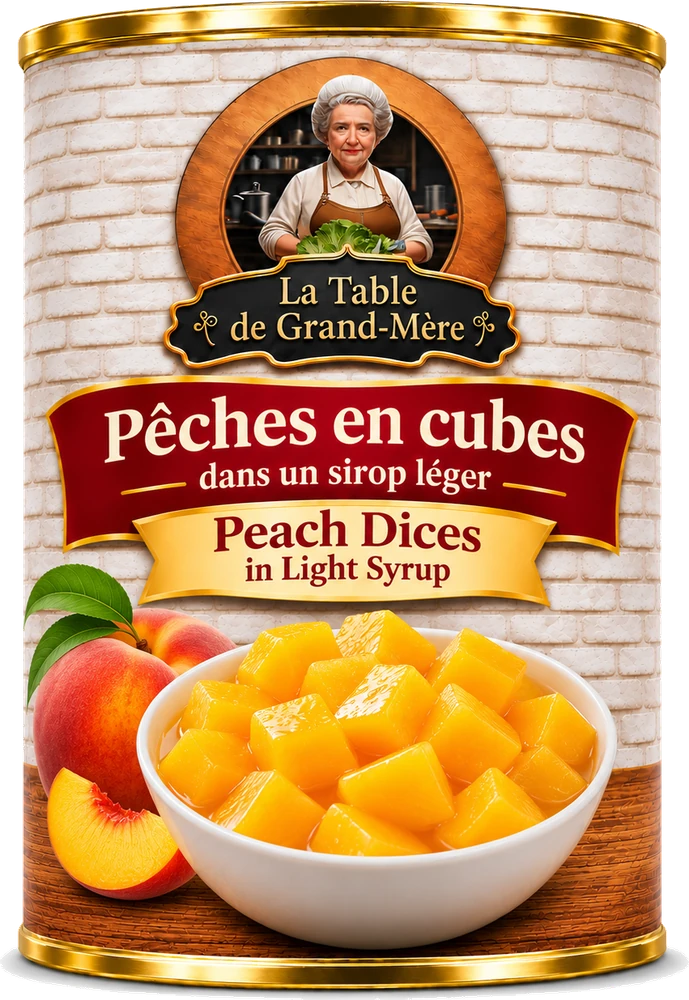 La Table
de Grand-Mère
Pêches en cubes
dans un sirop léger
Peach Dices
in Light Syrup